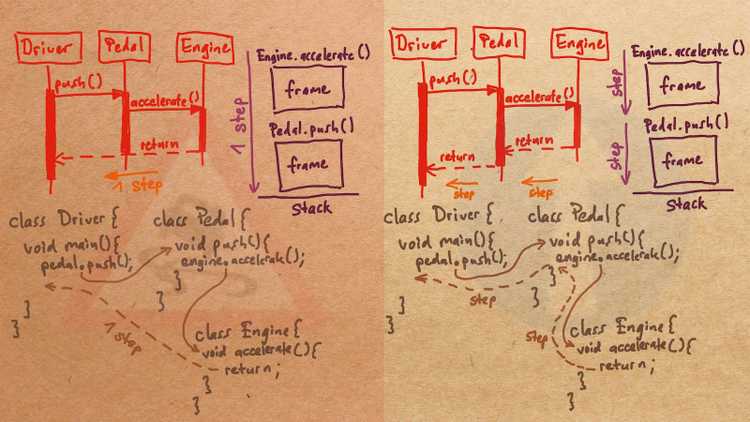 Driver Pedal Engine
push()
accelerate()
return
1 step
Engine.accelerate()
frame
1 step
Pedal.push()
frame
Stack
class Driver {
void main(){
pedal.push();
}
}
class Pedal {
void push(){
engine.accelerate();
}
}
1 step
class Engine {
void accelerate(){
return;
}
}
Driver Pedal Engine
push()
accelerate()
return
return
step step
Engine.accelerate()
step
frame
Pedal.push()
step
frame
Stack
class Driver {
void main(){
pedal.push();
}
}
class Pedal {
void push(){
engine.accelerate();
}
}
step
step
class Engine {
void accelerate(){
return;
}
}